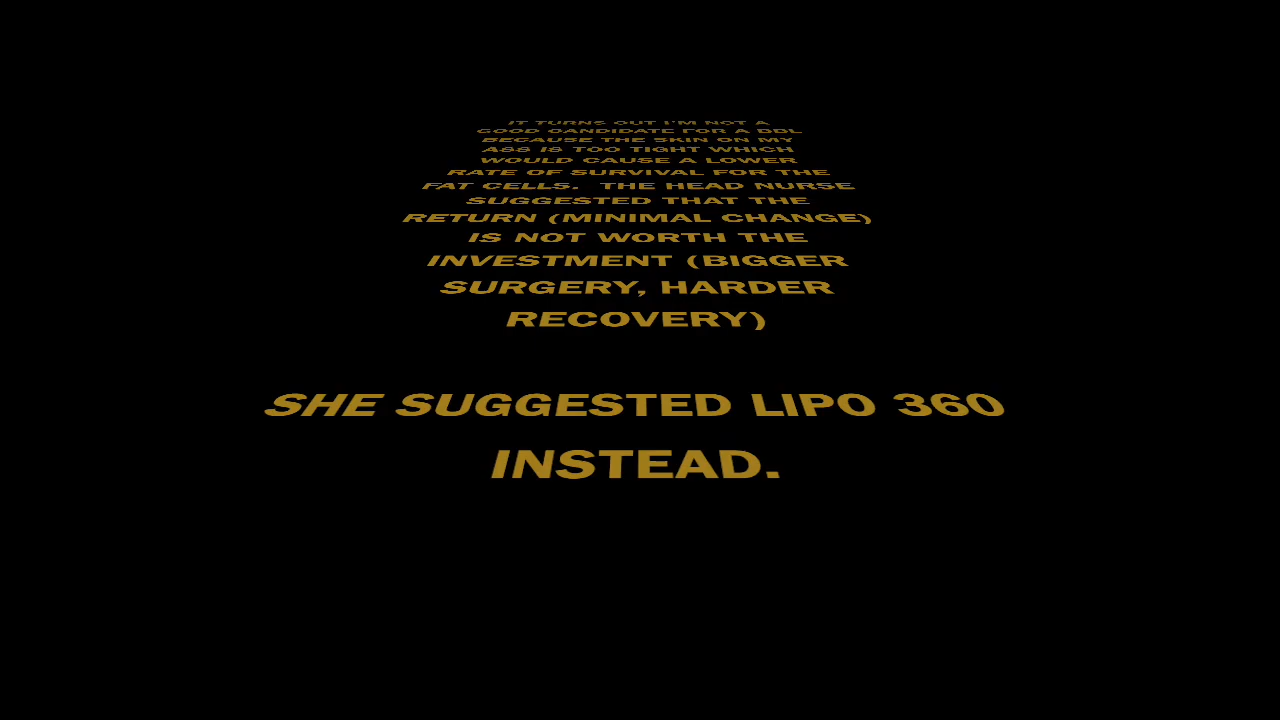 IT TURNS OUT I'M NOT A
GOOD CANDIDATE FOR A BBL
BECAUSE THE SKIN ON MY
ASS IS TOO TIGHT WHICH
WOULD CAUSE A LOWER
RATE OF SURVIVAL FOR THE
FAT CELLS. THE HEAD NURSE
SUGGESTED THAT THE
RETURN (MINIMAL CHANGE)
IS NOT WORTH THE
INVESTMENT (BIGGER
SURGERY, HARDER
RECOVERY)
SHE SUGGESTED LIPO 360
INSTEAD.